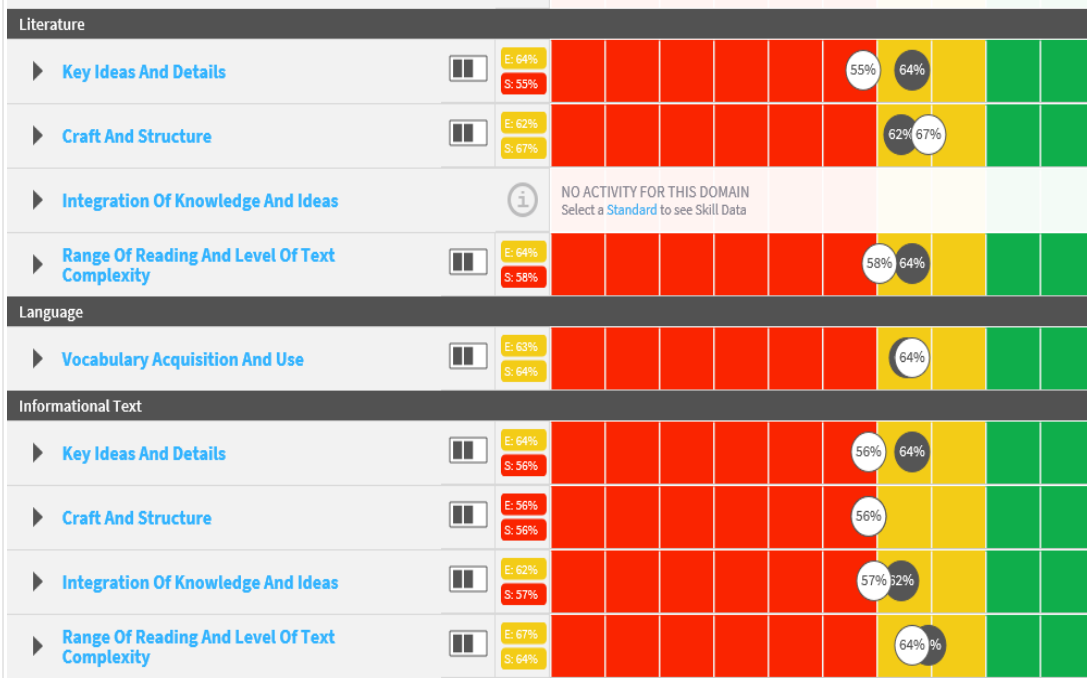 Literature
Key Ideas And Details
E: 64%
S: 55%
55%
64%
Craft And Structure
E: 62%
S: 67%
62%
67%
Integration Of Knowledge And Ideas
i
NO ACTIVITY FOR THIS DOMAIN
Select a Standard to see Skill Data
Range Of Reading And Level Of Text
Complexity
E: 64%
S: 58%
58%
64%
Language
Vocabulary Acquisition And Use
E: 63%
S: 64%
64%
Informational Text
Key Ideas And Details
E: 64%
S: 56%
56%
64%
Craft And Structure
E: 56%
S: 56%
56%
Integration Of Knowledge And Ideas
E: 62%
S: 57%
57%
62%
Range Of Reading And Level Of Text
Complexity
E: 67%
S: 64%
64%
%